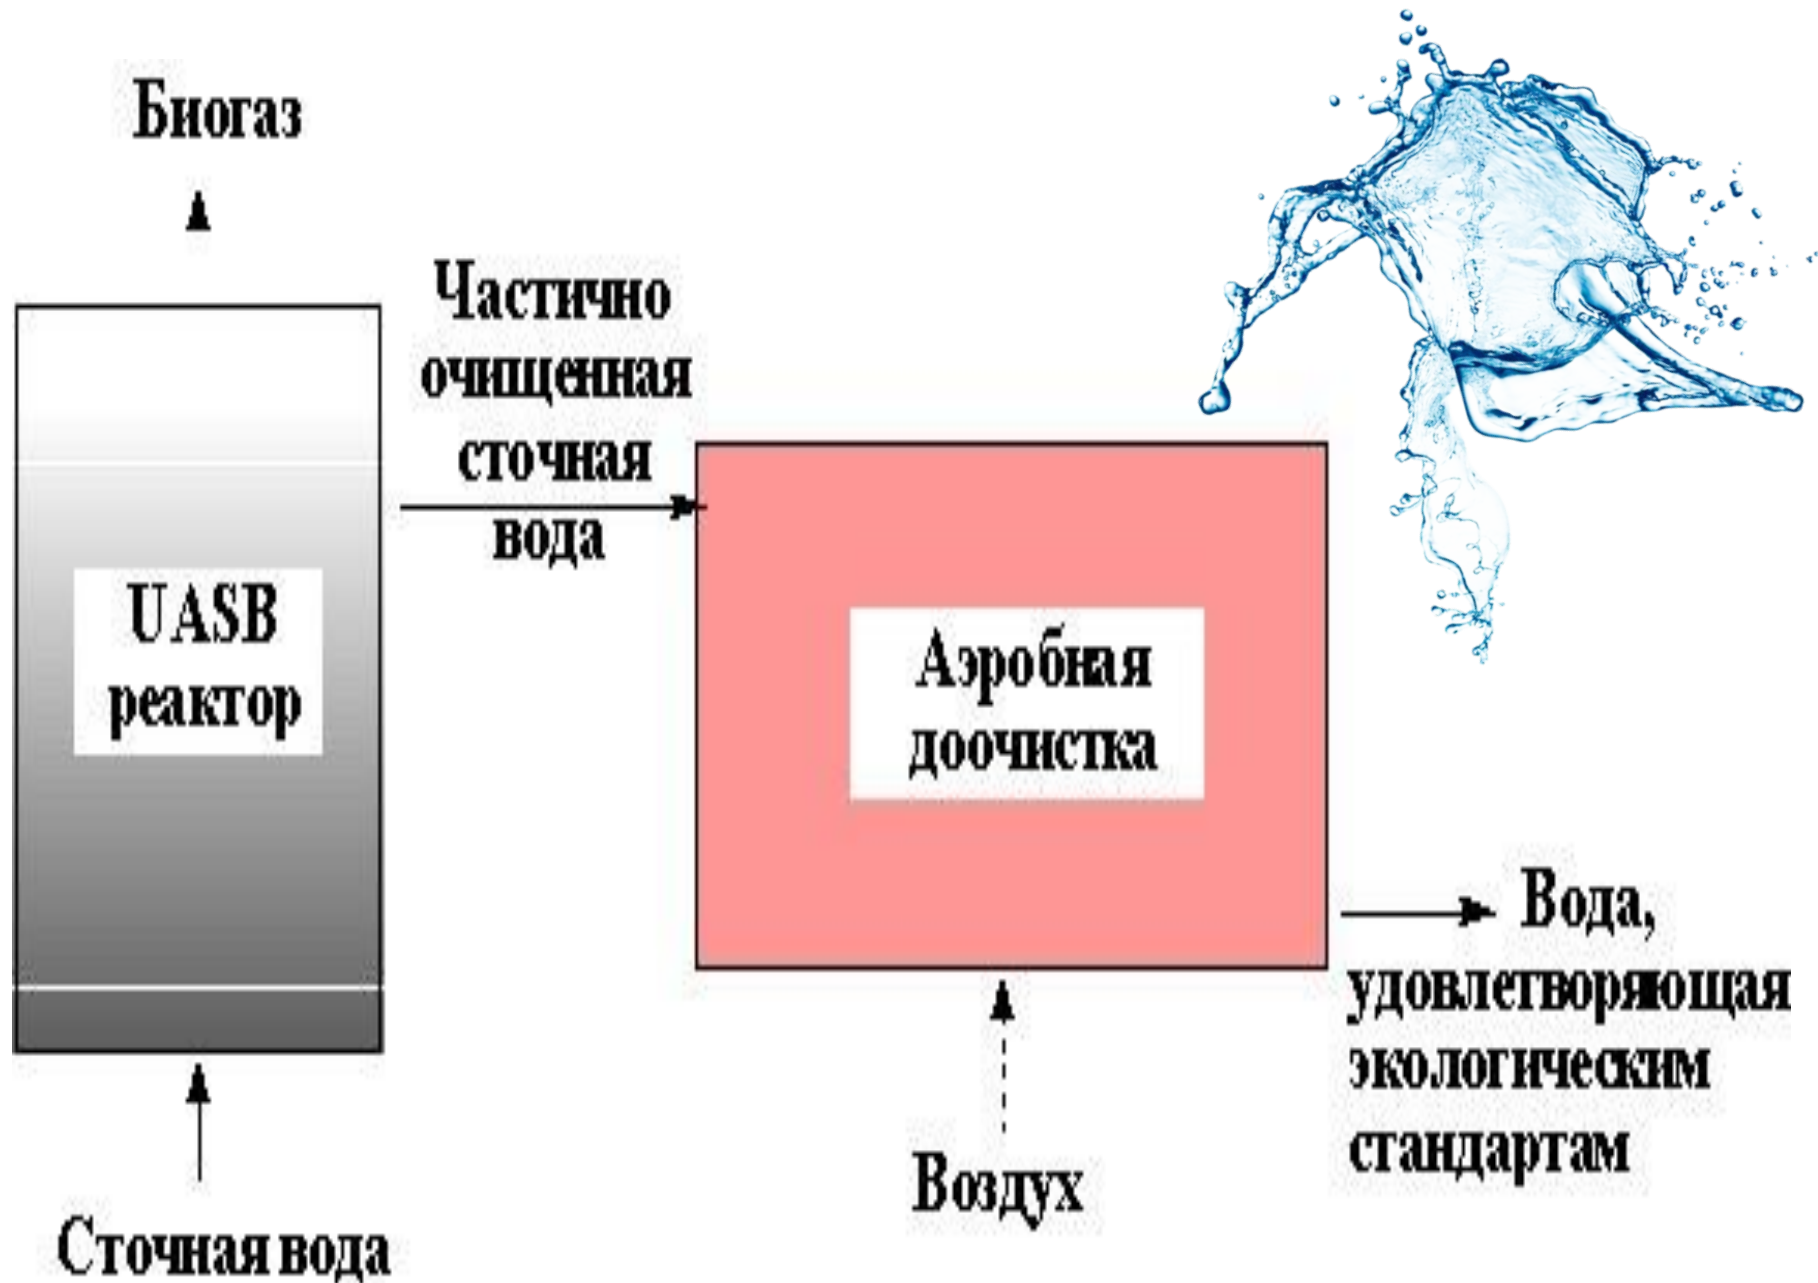 Биогаз
Частично
очищенная
сточная
вода
UASB
реактор
Аэробная
доочистка
Вода,
удовлетворяющая
экологическим
стандартам
Воздух
Сточная вода